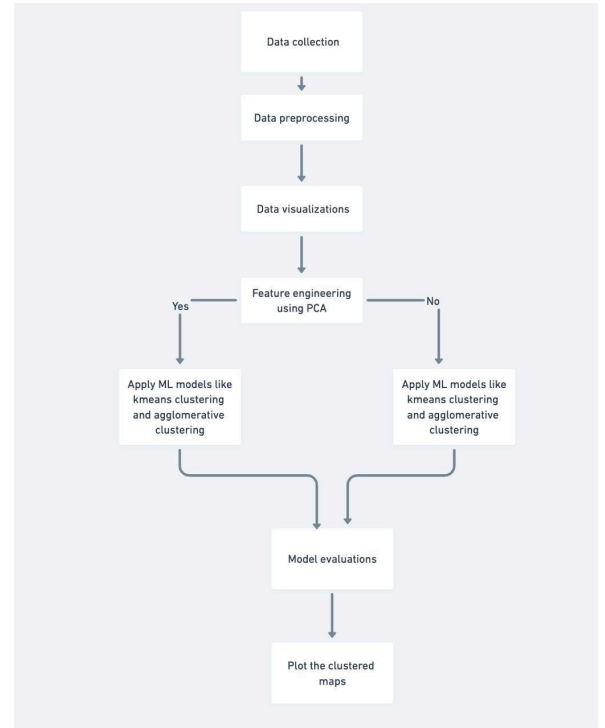 Data collection
Data preprocessing
Data visualizations
Feature engineering
using PCA
Yes
No
Apply ML models like
kmeans clustering
and agglomerative
clustering
Apply ML models like
kmeans clustering
and agglomerative
clustering
Model evaluations
Plot the clustered
maps